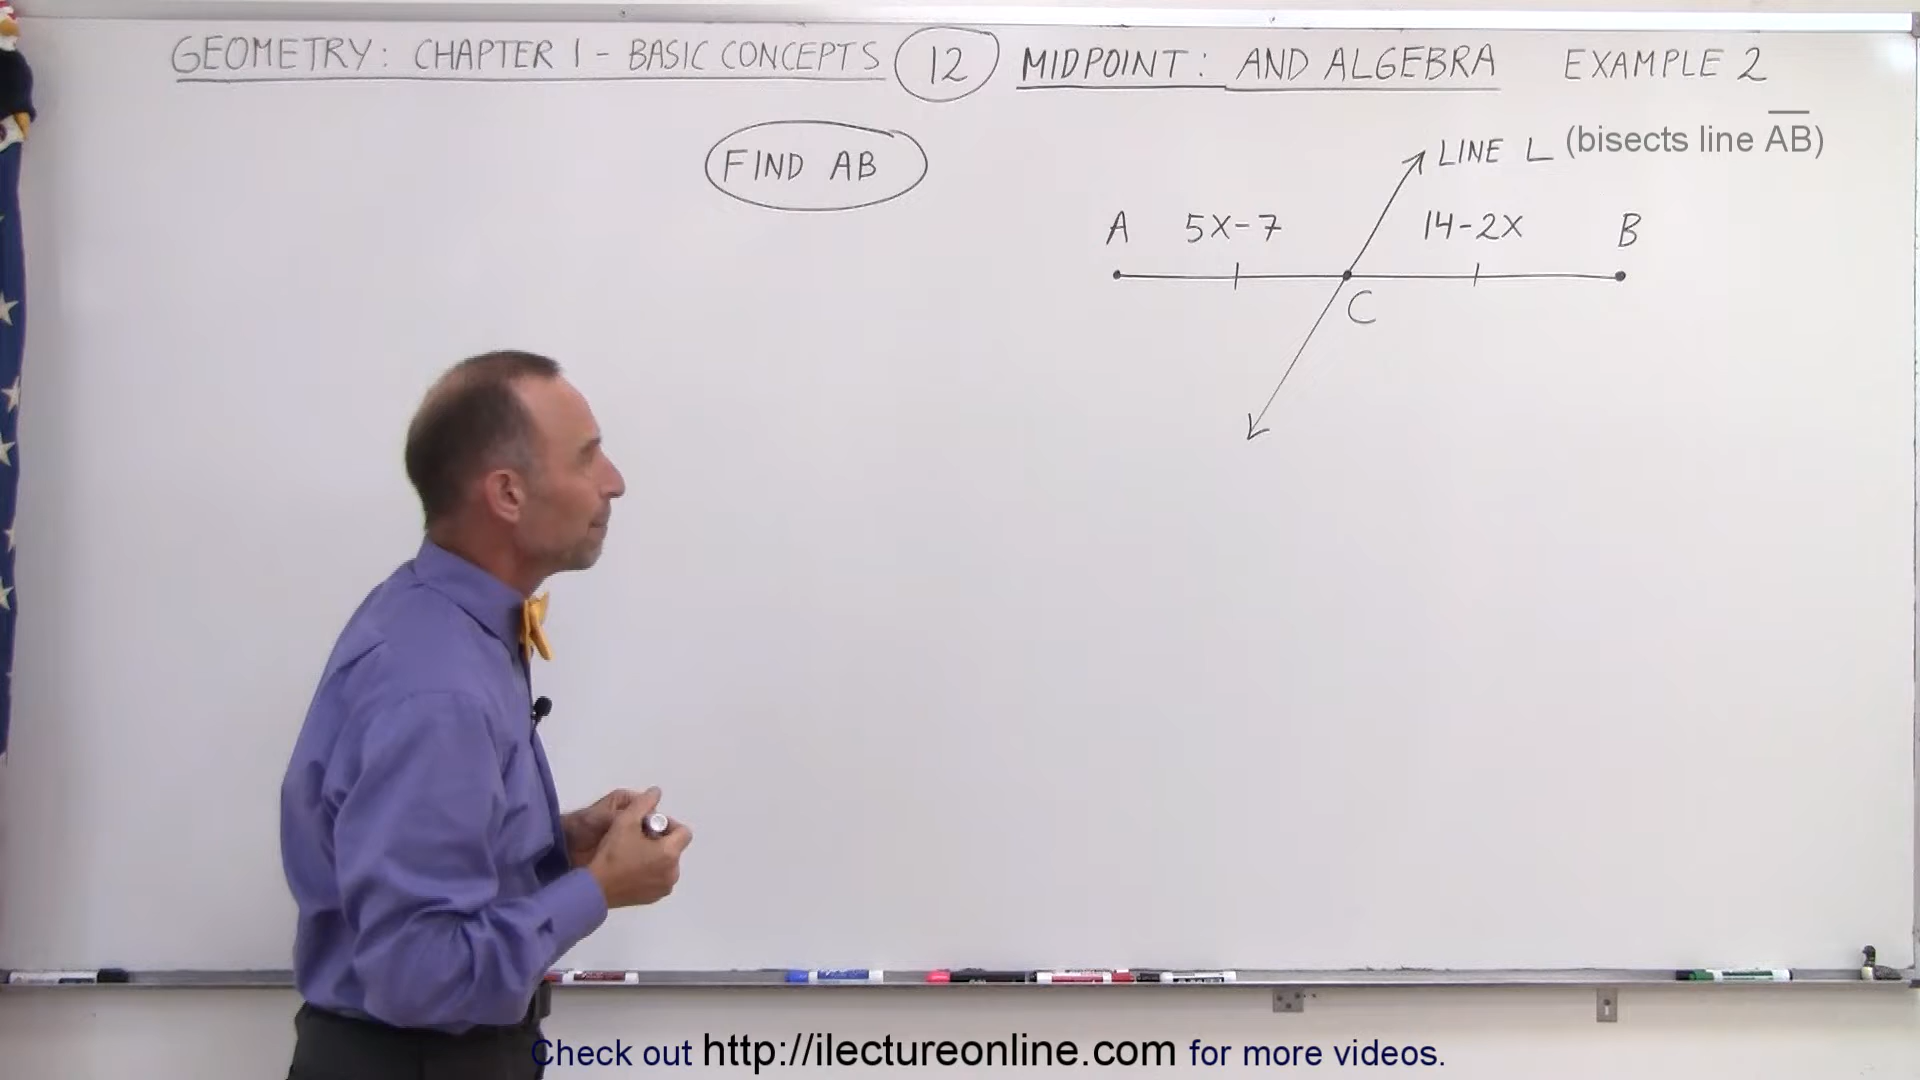 GEOMETRY: CHAPTER 1 - BASIC CONCEPTS 12 MIDPOINT: AND ALGEBRA EXAMPLE 2
FIND AB
LINE L (bisects line A͞B͞)
A 5X-7 14-2X B
C
Check out http://ilectureonline.com for more videos.